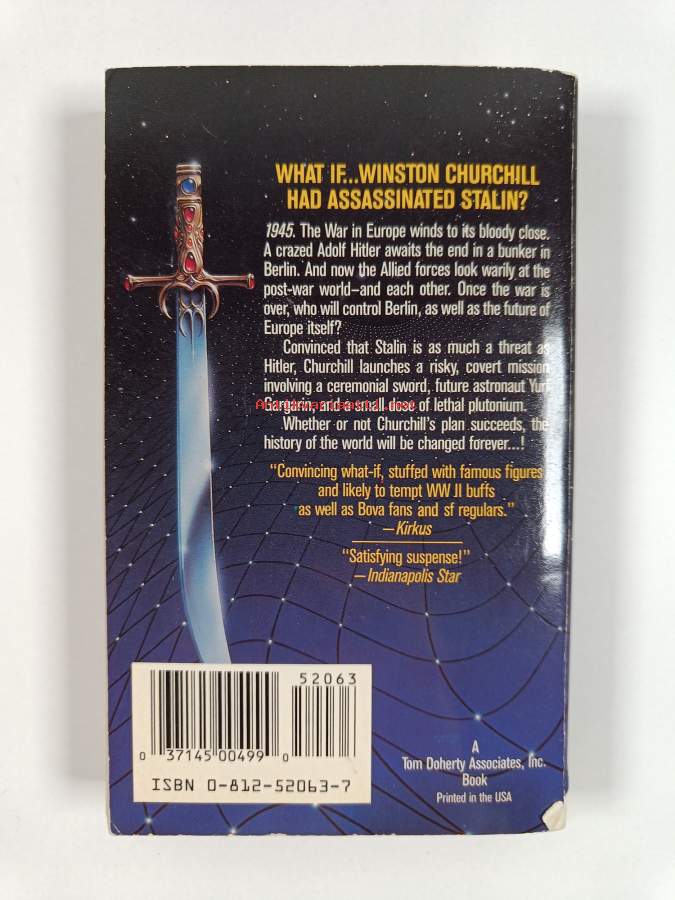 WHAT IF...WINSTON CHURCHILL
HAD ASSASSINATED STALIN?
1945. The War in Europe winds to its bloody close.
A crazed Adolf Hitler awaits the end in a bunker in
Berlin. And now the Allied forces look warily at the
post-war world—and each other. Once the war is
over, who will control Berlin, as well as the future of
Europe itself?
Convinced that Stalin is as much a threat as
Hitler, Churchill launches a risky, covert mission
involving a ceremonial sword, future astronaut Yuri
Gargarin, and a small dose of lethal plutonium.
Whether or not Churchill's plan succeeds, the
history of the world will be changed forever...!
"Convincing what-if, stuffed with famous figures
and likely to tempt WW II buffs
as well as Bova fans and sf regulars."
—Kirkus
"Satisfying suspense!"
—Indianapolis Star
52063
0 37145 00499 0
ISBN 0-812-52063-7
A
Tom Doherty Associates, Inc.
Book
Printed in the USA